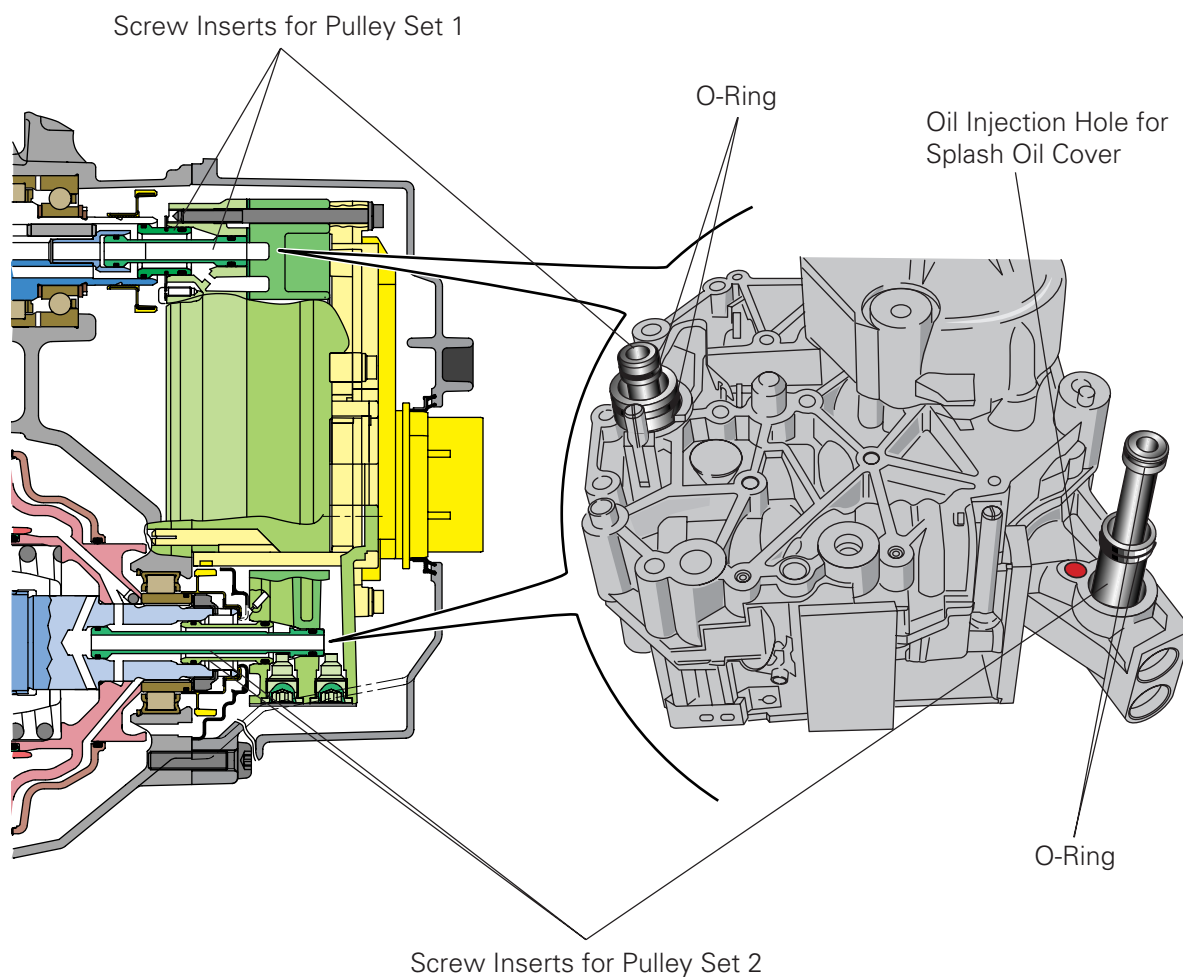 Screw Inserts for Pulley Set 1
O-Ring
Oil Injection Hole for
Splash Oil Cover
O-Ring
Screw Inserts for Pulley Set 2